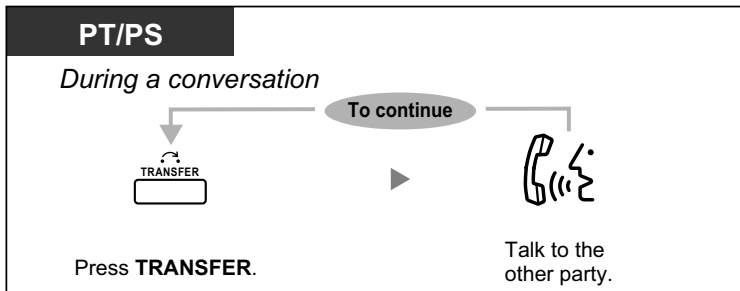 PT/PS
During a conversation
To continue
TRANSFER
Press TRANSFER.
Talk to the
other party.